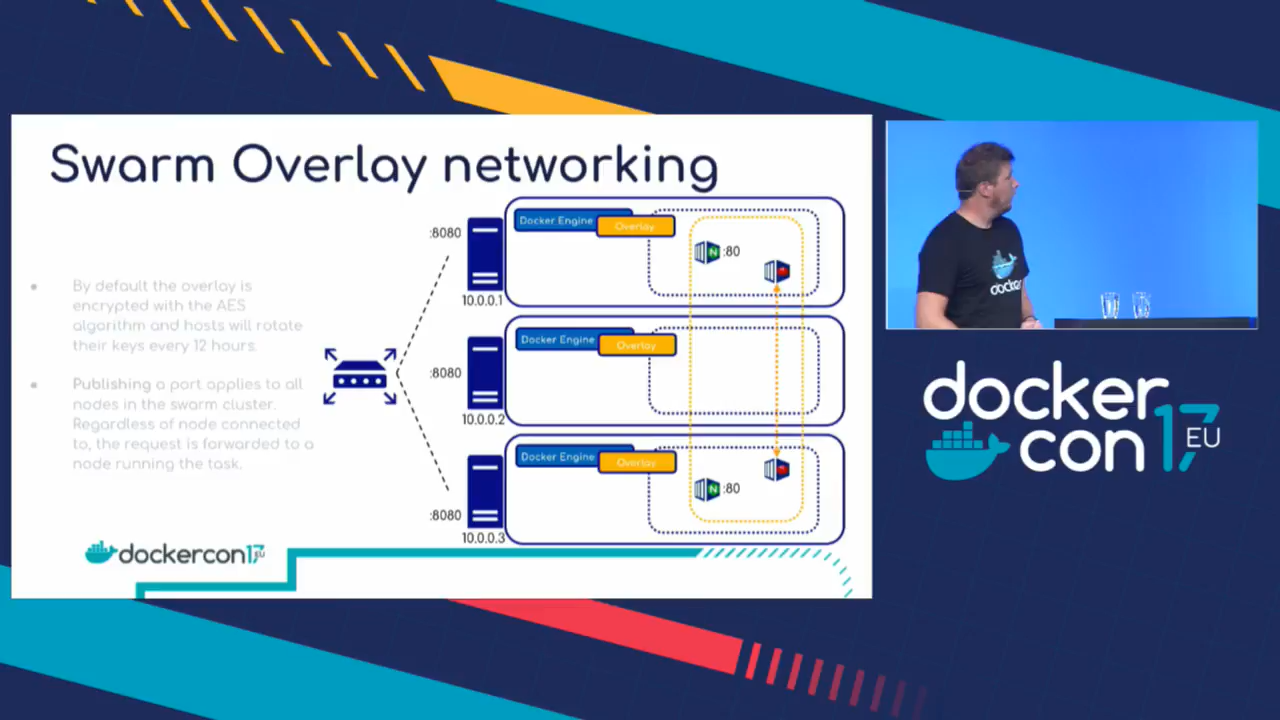 Swarm Overlay networking
By default the overlay is
encrypted with the AES
algorithm and hosts will rotate
their keys every 12 hours.
Publishing a port applies to all
nodes in the swarm cluster.
Regardless of node connected
to, the request is forwarded to a
node running the task.
:8080
10.0.0.1
Docker Engine
Overlay
N
:80
:8080
10.0.0.2
Docker Engine
Overlay
:8080
10.0.0.3
Docker Engine
Overlay
N
:80
dockercon17
EU
docker
docker
con 17
EU